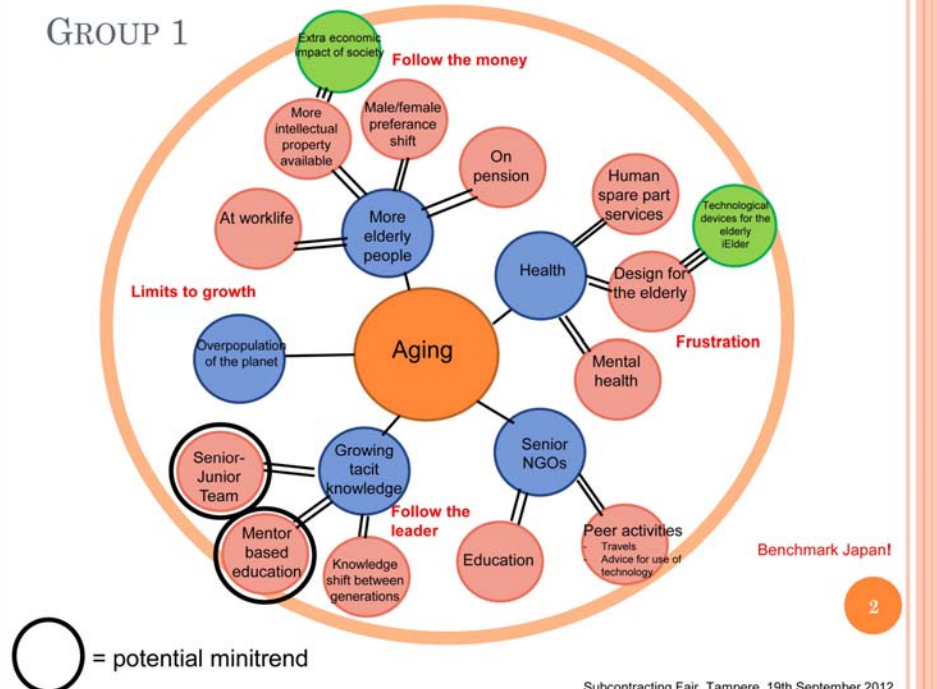 GROUP 1
Extra economic
impact of society
Follow the money
More
intellectual
property
available
Male/female
preferance
shift
On
pension
At worklife
More
elderly
people
Human
spare part
services
Technological
devices for the
elderly
iElder
Health
Design for
the elderly
Limits to growth
Frustration
Overpopulation
of the planet
Aging
Mental
health
Senior-
Junior
Team
Growing
tacit
knowledge
Senior
NGOs
Follow the
leader
Mentor
based
education
Knowledge
shift between
generations
Education
Peer activities
Travels
Advice for use of
technology
Benchmark Japan!
2
= potential minitrend
Subcontracting Fair, Tampere, 19th September 2012